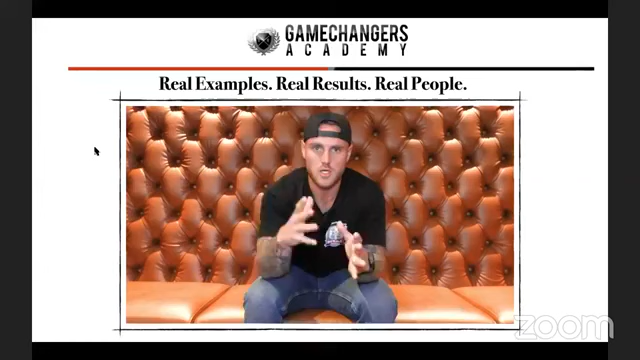 GAMECHANGERS
ACADEMY
Real Examples. Real Results. Real People.
zoom